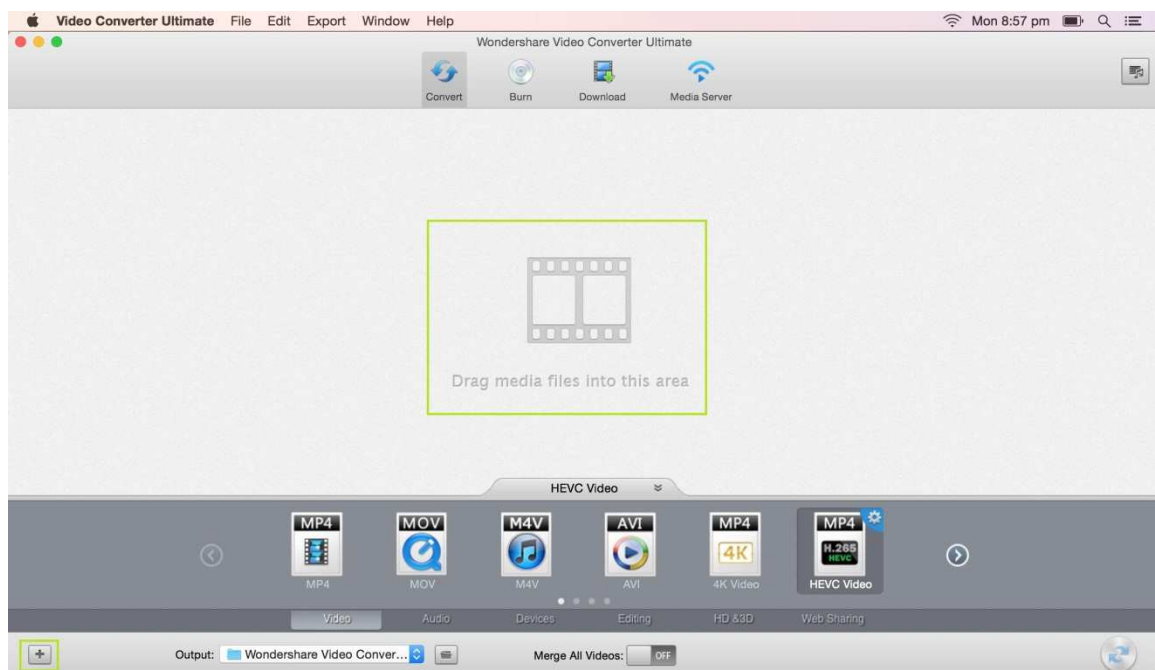 Video Converter Ultimate File Edit Export Window Help Mon 8:57 pm
Wondershare Video Converter Ultimate
Convert Burn Download Media Server
Drag media files into this area
HEVC Video
MP4 MOV M4V AVI MP4 MP4
4K H.265
HEVC
MP4 MOV M4V AVI 4K Video HEVC Video
Video Audio Devices Editing HD &3D Web Sharing
Output: Wondershare Video Conver... Merge All Videos: OFF